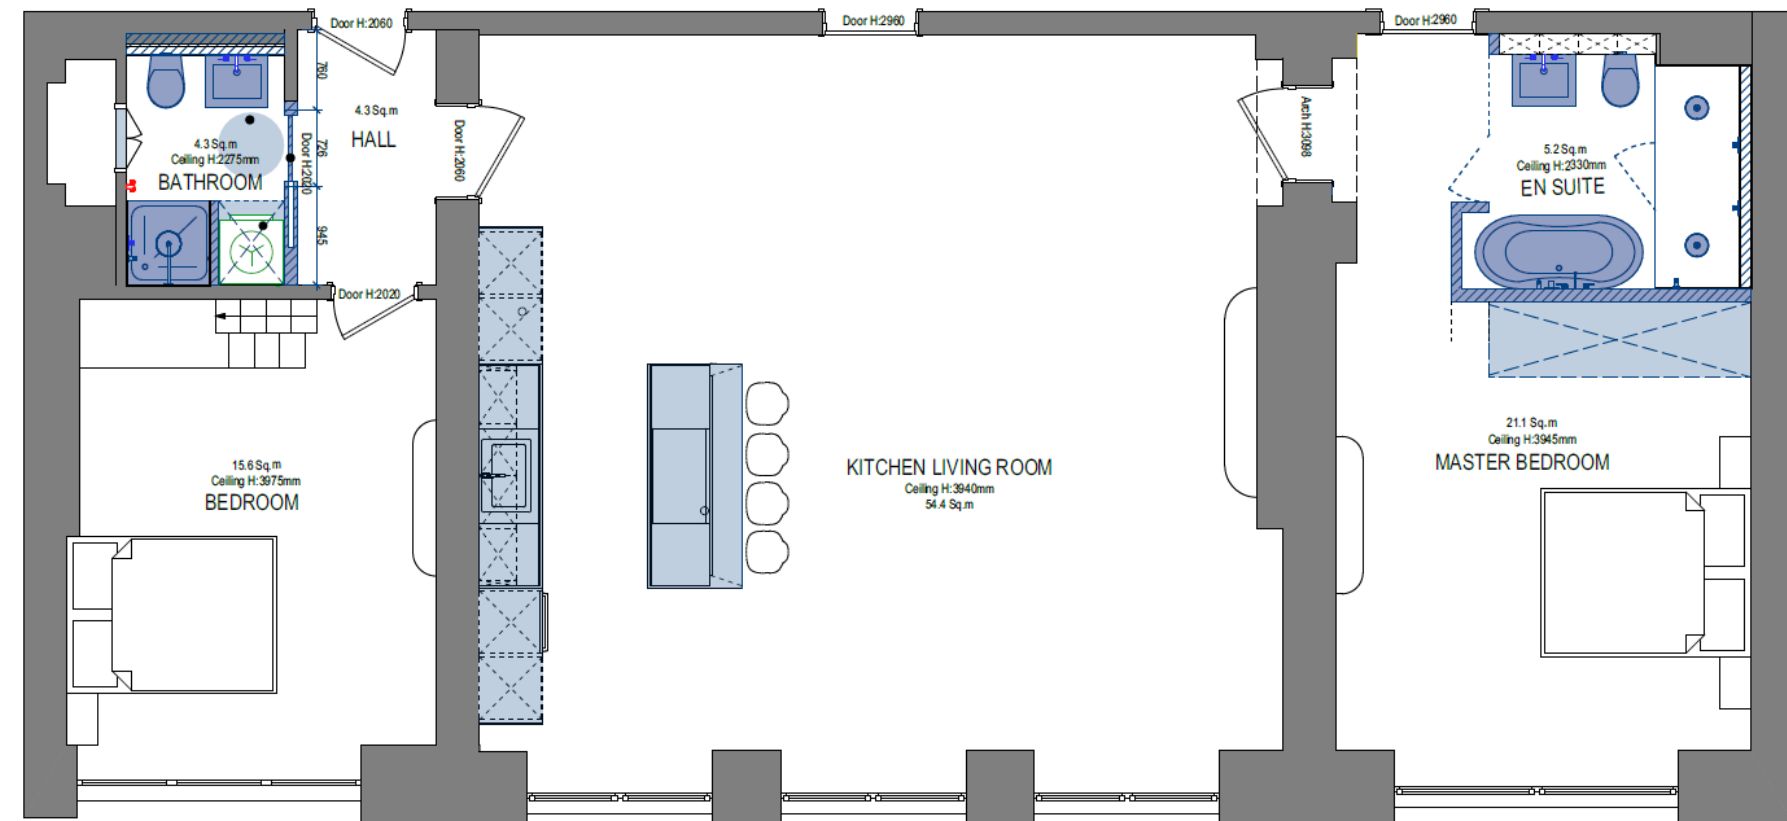 Door H:2060
Door H:2960
Door H:2960
760
726
945
4.3 Sq.m
HALL
Door H:2020
Door H:2060
4.3 Sq.m
Ceiling H:2275mm
BATHROOM
Arch H:3098
5.2 Sq.m
Ceiling H:2330mm
EN SUITE
Door H:2020
15.6 Sq.m
Ceiling H:3975mm
BEDROOM
KITCHEN LIVING ROOM
Ceiling H:3940mm
54.4 Sq.m
21.1 Sq.m
Ceiling H:3945mm
MASTER BEDROOM